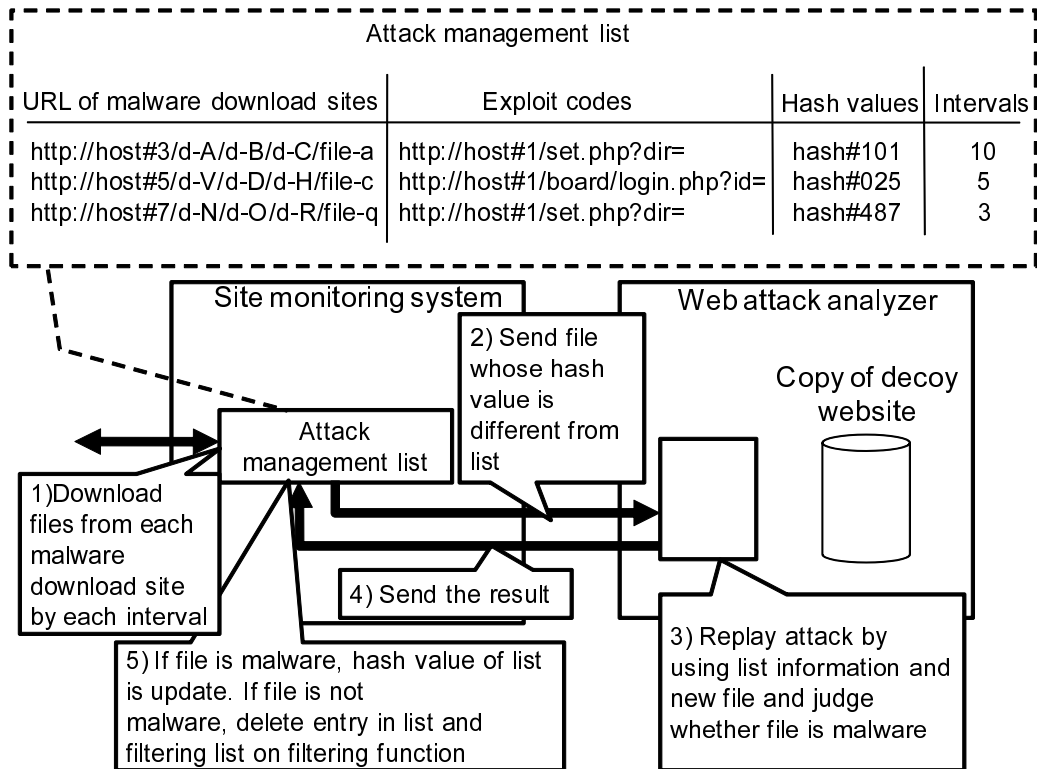 Attack management list
URL of malware download sites Exploit codes Hash values Intervals
http://host#3/d-A/d-B/d-C/file-a http://host#1/set.php?dir= hash#101 10
http://host#5/d-V/d-D/d-H/file-c http://host#1/board/login.php?id= hash#025 5
http://host#7/d-N/d-O/d-R/file-q http://host#1/set.php?dir= hash#487 3
Site monitoring system
Web attack analyzer
2) Send file
whose hash
value is
different from
list
Copy of decoy
website
Attack
management list
1)Download
files from each
malware
download site
by each interval
4) Send the result
3) Replay attack by
using list information and
new file and judge
whether file is malware
5) If file is malware, hash value of list
is update. If file is not
malware, delete entry in list and
filtering list on filtering function